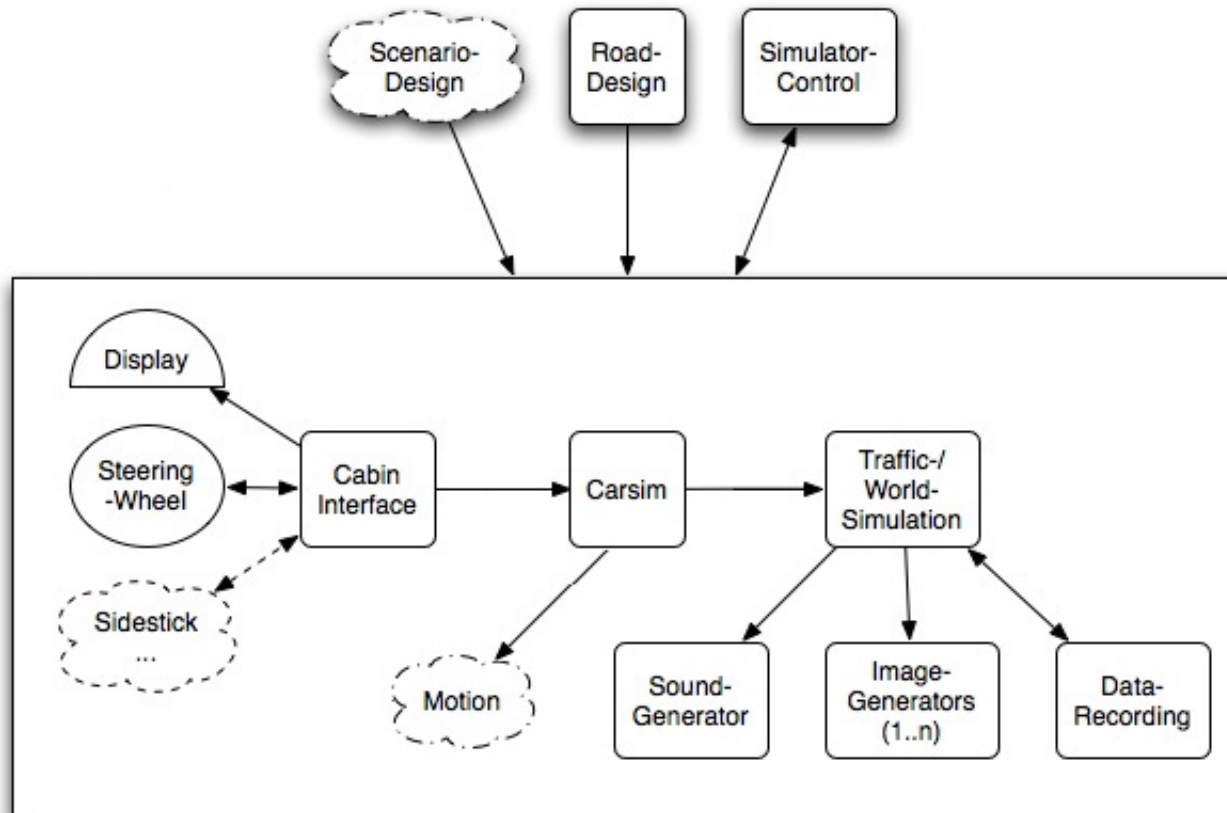 Scenario-
Design
Road-
Design
Simulator-
Control
Display
Steering
-Wheel
Cabin
Interface
Carsim
Traffic-/
World-
Simulation
Sidestick
...
Motion
Sound-
Generator
Image-
Generators
(1..n)
Data-
Recording